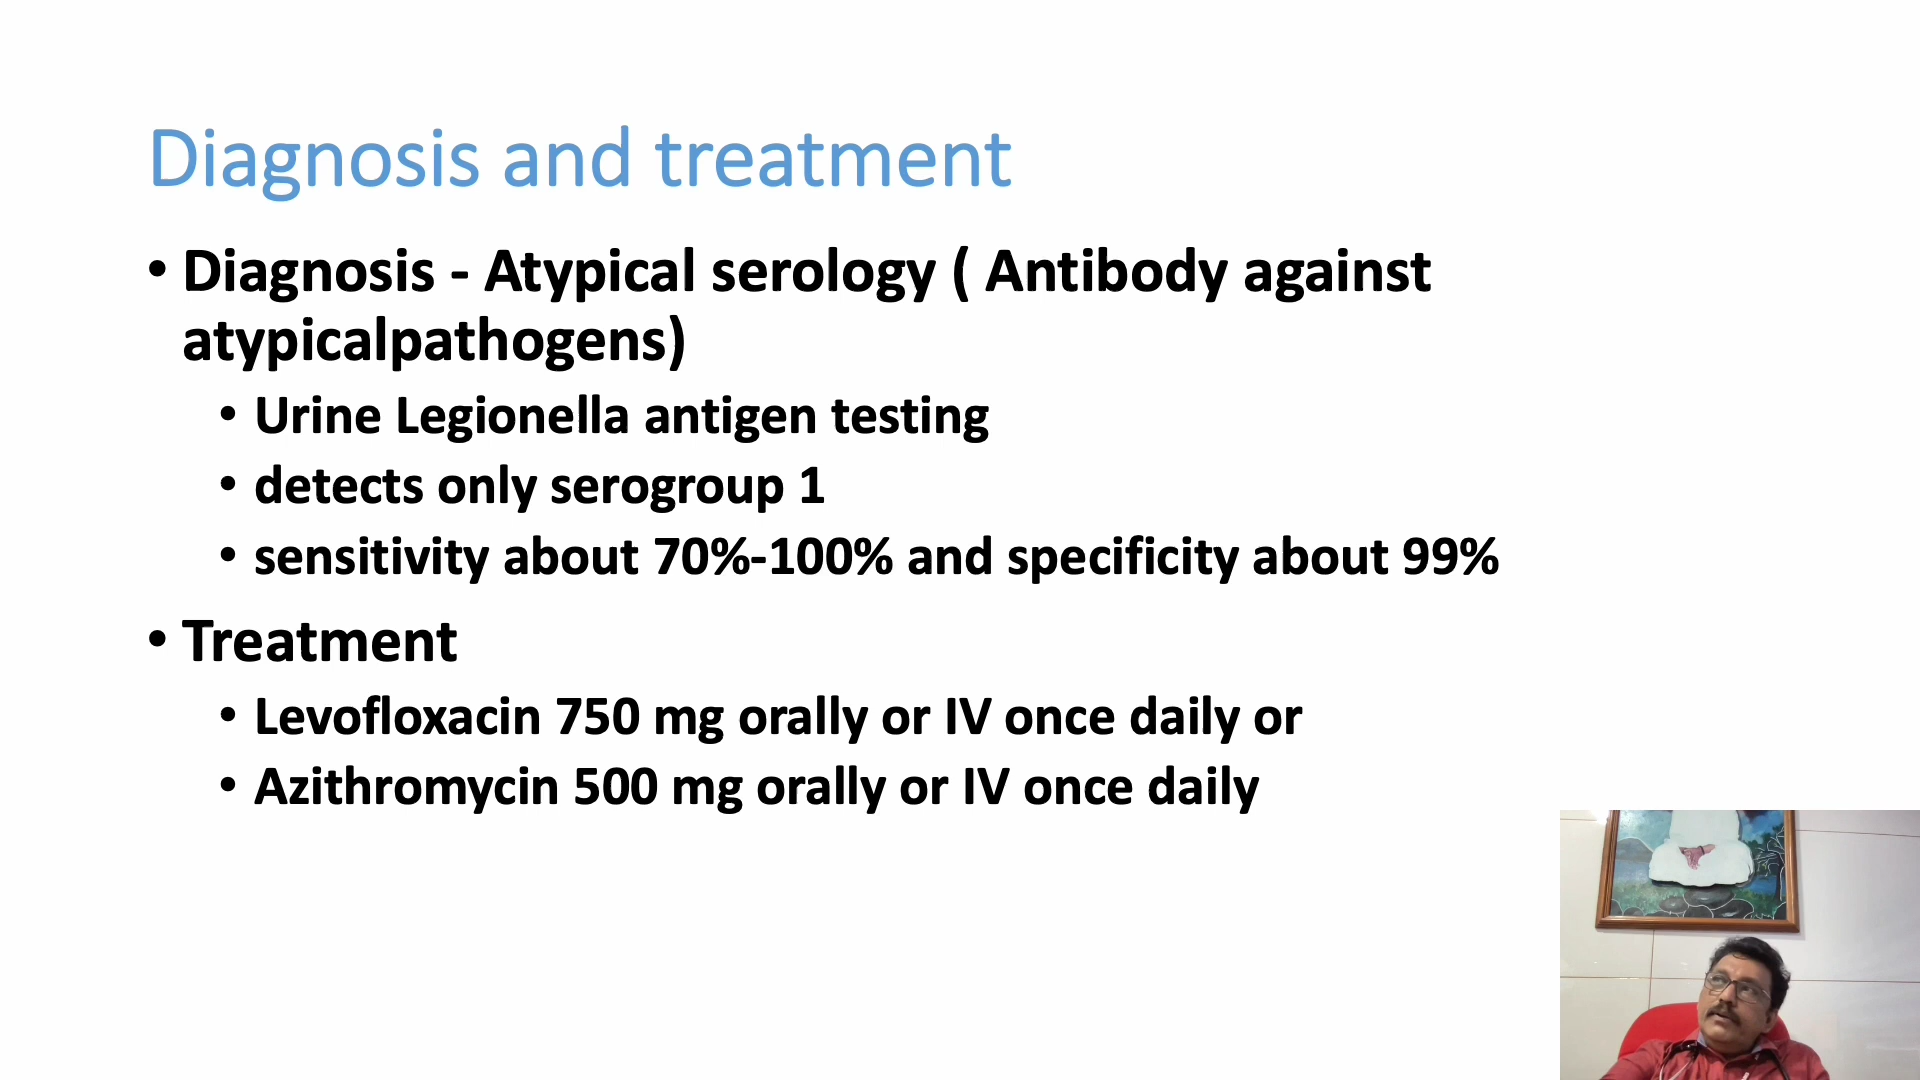 Diagnosis and treatment
• Diagnosis - Atypical serology ( Antibody against
atypicalpathogens)
• Urine Legionella antigen testing
• detects only serogroup 1
• sensitivity about 70%-100% and specificity about 99%
• Treatment
• Levofloxacin 750 mg orally or IV once daily or
• Azithromycin 500 mg orally or IV once daily